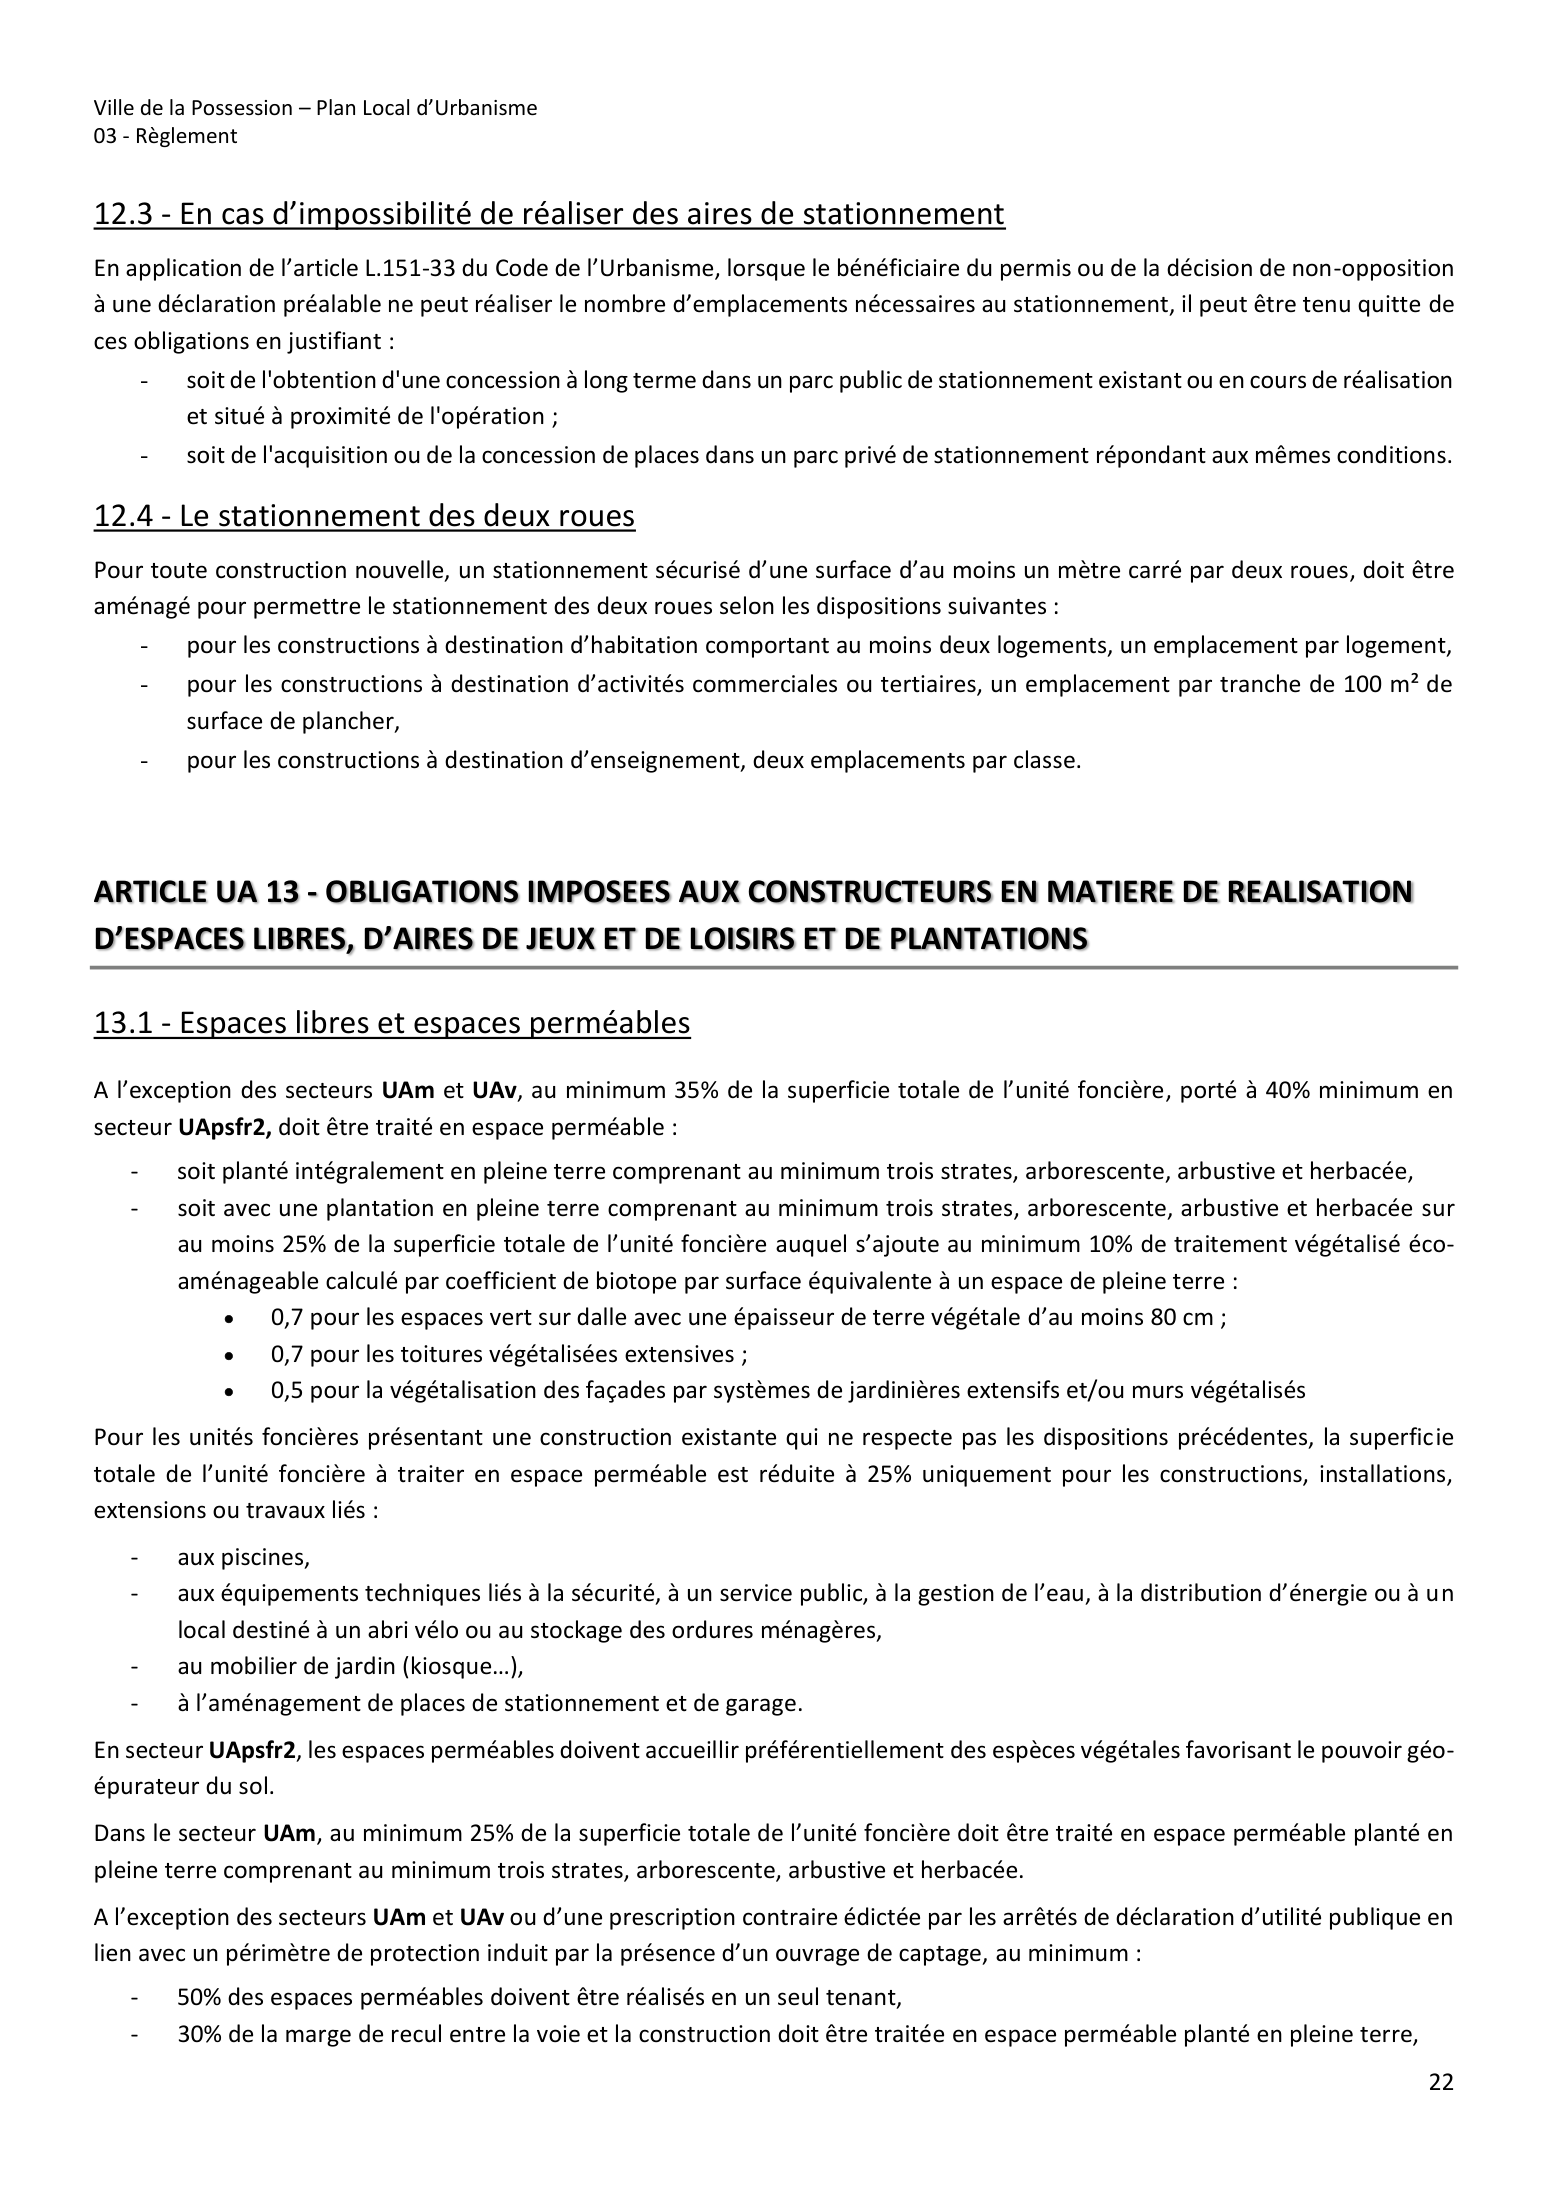 Ville de la Possession – Plan Local d’Urbanisme
03 - Règlement
12.3 - En cas d’impossibilité de réaliser des aires de stationnement
En application de l’article L.151-33 du Code de l’Urbanisme, lorsque le bénéficiaire du permis ou de la décision de non-opposition
à une déclaration préalable ne peut réaliser le nombre d’emplacements nécessaires au stationnement, il peut être tenu quitte de
ces obligations en justifiant :
- soit de l'obtention d'une concession à long terme dans un parc public de stationnement existant ou en cours de réalisation
et situé à proximité de l'opération ;
- soit de l'acquisition ou de la concession de places dans un parc privé de stationnement répondant aux mêmes conditions.
12.4 - Le stationnement des deux roues
Pour toute construction nouvelle, un stationnement sécurisé d’une surface d’au moins un mètre carré par deux roues, doit être
aménagé pour permettre le stationnement des deux roues selon les dispositions suivantes :
- pour les constructions à destination d’habitation comportant au moins deux logements, un emplacement par logement,
- pour les constructions à destination d’activités commerciales ou tertiaires, un emplacement par tranche de 100 m² de
surface de plancher,
- pour les constructions à destination d’enseignement, deux emplacements par classe.
ARTICLE UA 13 - OBLIGATIONS IMPOSEES AUX CONSTRUCTEURS EN MATIERE DE REALISATION
D’ESPACES LIBRES, D’AIRES DE JEUX ET DE LOISIRS ET DE PLANTATIONS
13.1 - Espaces libres et espaces perméables
A l’exception des secteurs UAm et UAv, au minimum 35% de la superficie totale de l’unité foncière, porté à 40% minimum en
secteur UApsfr2, doit être traité en espace perméable :
- soit planté intégralement en pleine terre comprenant au minimum trois strates, arborescente, arbustive et herbacée,
- soit avec une plantation en pleine terre comprenant au minimum trois strates, arborescente, arbustive et herbacée sur
au moins 25% de la superficie totale de l’unité foncière auquel s’ajoute au minimum 10% de traitement végétalisé éco-
aménageable calculé par coefficient de biotope par surface équivalente à un espace de pleine terre :
• 0,7 pour les espaces vert sur dalle avec une épaisseur de terre végétale d’au moins 80 cm ;
• 0,7 pour les toitures végétalisées extensives ;
• 0,5 pour la végétalisation des façades par systèmes de jardinières extensifs et/ou murs végétalisés
Pour les unités foncières présentant une construction existante qui ne respecte pas les dispositions précédentes, la superficie
totale de l’unité foncière à traiter en espace perméable est réduite à 25% uniquement pour les constructions, installations,
extensions ou travaux liés :
- aux piscines,
- aux équipements techniques liés à la sécurité, à un service public, à la gestion de l’eau, à la distribution d’énergie ou à un
local destiné à un abri vélo ou au stockage des ordures ménagères,
- au mobilier de jardin (kiosque…),
- à l’aménagement de places de stationnement et de garage.
En secteur UApsfr2, les espaces perméables doivent accueillir préférentiellement des espèces végétales favorisant le pouvoir géo-
épurateur du sol.
Dans le secteur UAm, au minimum 25% de la superficie totale de l’unité foncière doit être traité en espace perméable planté en
pleine terre comprenant au minimum trois strates, arborescente, arbustive et herbacée.
A l’exception des secteurs UAm et UAv ou d’une prescription contraire édictée par les arrêtés de déclaration d’utilité publique en
lien avec un périmètre de protection induit par la présence d’un ouvrage de captage, au minimum :
- 50% des espaces perméables doivent être réalisés en un seul tenant,
- 30% de la marge de recul entre la voie et la construction doit être traitée en espace perméable planté en pleine terre,
22